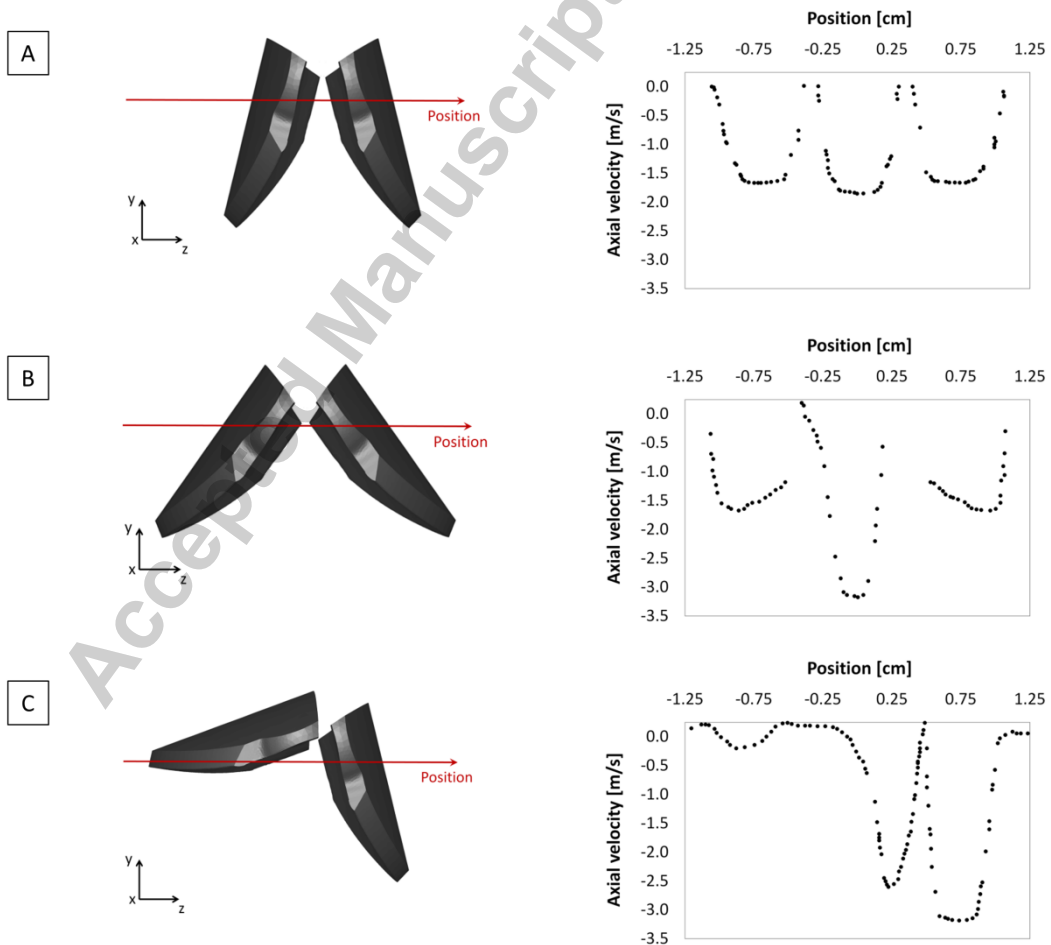 A
Position
y
x
z
Position [cm]
-1.25 -0.75 -0.25 0.25 0.75 1.25
Axial velocity [m/s]
0.0
-0.5
-1.0
-1.5
-2.0
-2.5
-3.0
-3.5
B
Position
y
x
z
Position [cm]
-1.25 -0.75 -0.25 0.25 0.75 1.25
Axial velocity [m/s]
0.0
-0.5
-1.0
-1.5
-2.0
-2.5
-3.0
-3.5
C
Position
y
x
z
Position [cm]
-1.25 -0.75 -0.25 0.25 0.75 1.25
Axial velocity [m/s]
0.0
-0.5
-1.0
-1.5
-2.0
-2.5
-3.0
-3.5
Accepted Manuscript